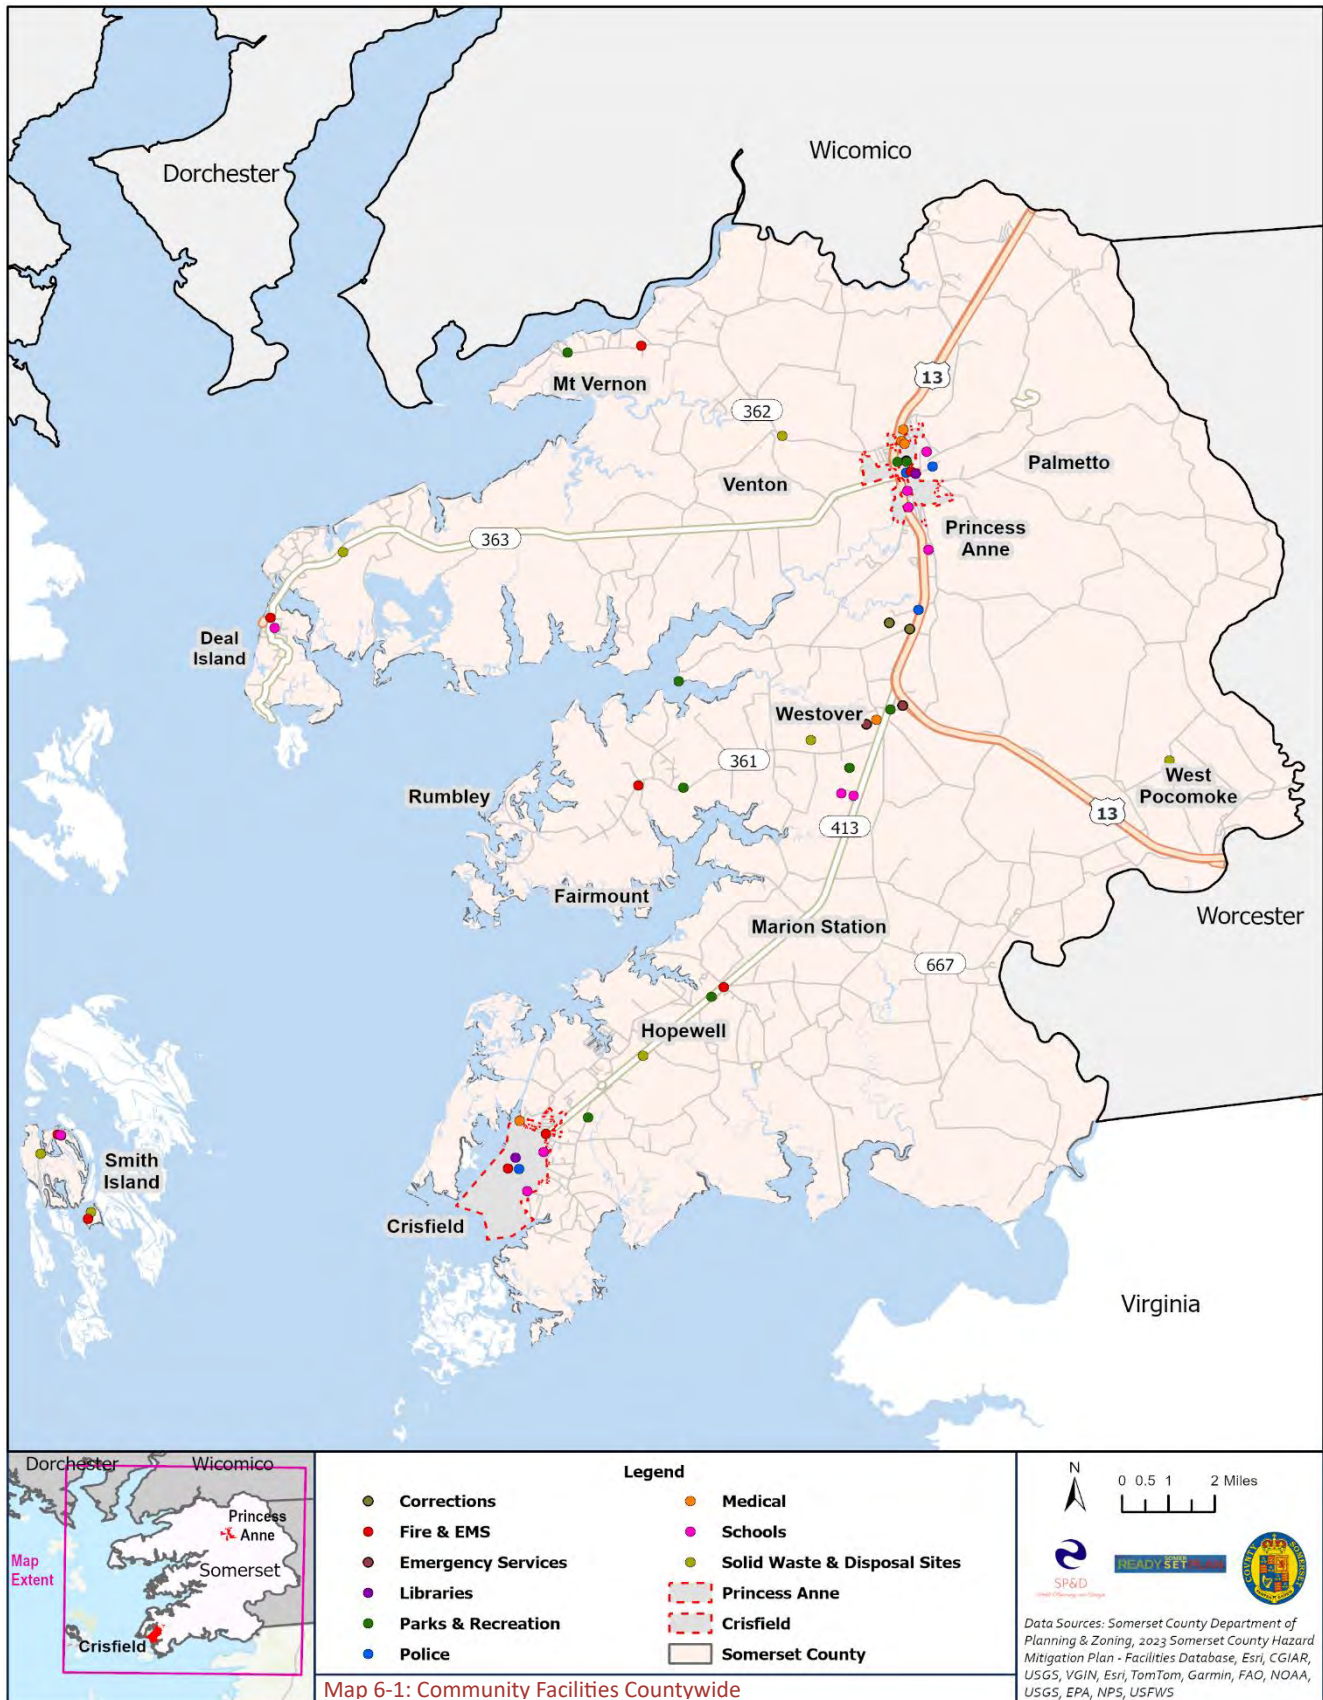 Wicomico
Dorchester
13
Mt Vernon
362
Palmetto
Venton
Princess
Anne
363
Deal
Island
Westover
361
West
Pocomoke
Rumbley
13
413
Fairmount
Worcester
Marion Station
667
Hopewell
Smith
Island
Crisfield
Virginia
Dorchester
Wicomico
Princess
Anne
Map
Extent
Somerset
Crisfield
Legend
Corrections
Fire & EMS
Emergency Services
Libraries
Parks & Recreation
Police
Medical
Schools
Solid Waste & Disposal Sites
Princess Anne
Crisfield
Somerset County
Map 6-1: Community Facilities Countywide
N
0 0.5 1 2 Miles
SP&D
READY SOMER SET
COUNTY SOMERSET
Data Sources: Somerset County Department of
Planning & Zoning, 2023 Somerset County Hazard
Mitigation Plan - Facilities Database, Esri, CGIAR,
USGS, VGIN, Esri, TomTom, Garmin, FAO, NOAA,
USGS, EPA, NPS, USFWS